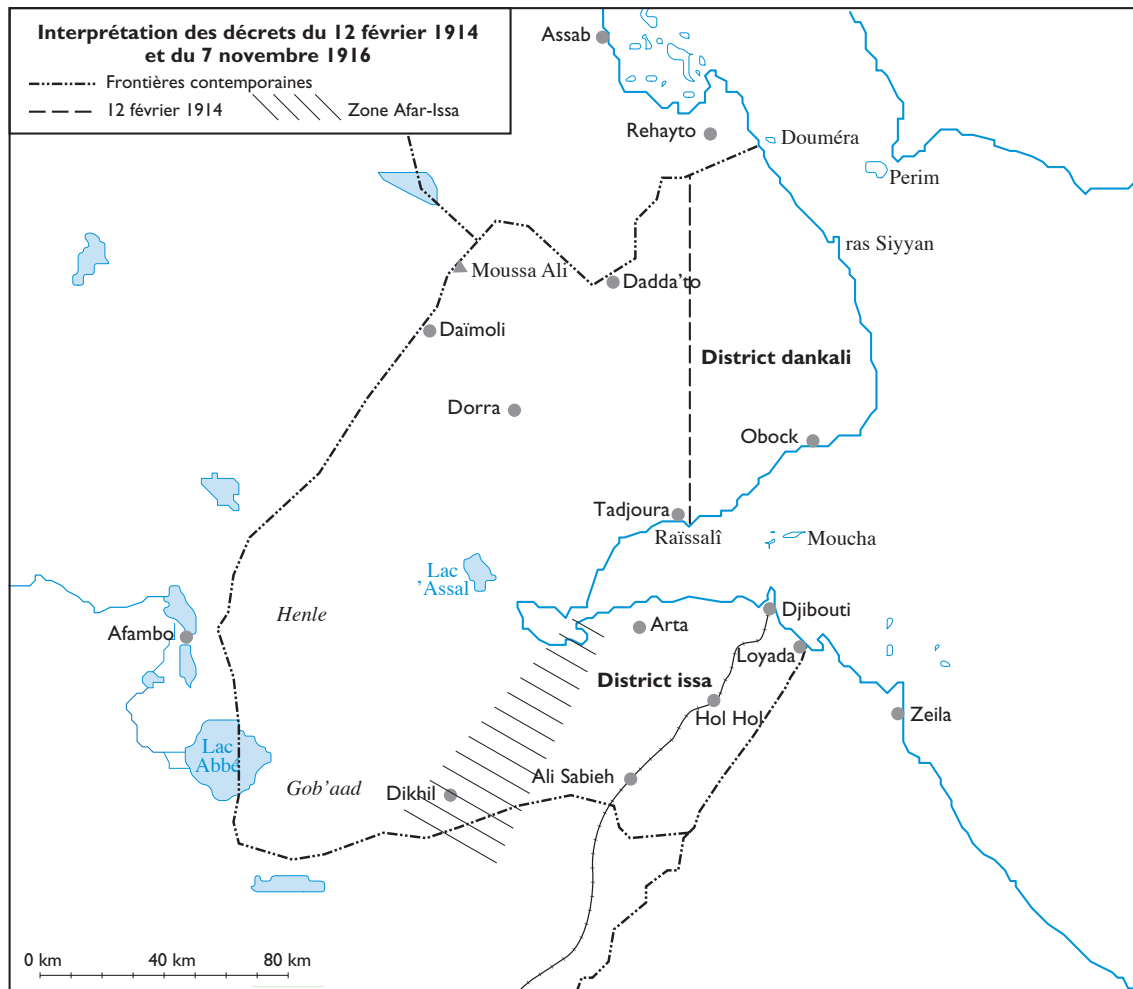 Interprétation des décrets du 12 février 1914
et du 7 novembre 1916
Frontières contemporaines
12 février 1914
Zone Afar-Issa
Assab
Rehayto
Douméra
Perim
ras Siyyan
Moussa Ali
Dadda'to
Daïmoli
District dankali
Dorra
Obock
Tadjoura
Raïssalî
Moucha
Lac
'Assal
Henle
Djibouti
Afambo
Arta
Loyada
District issa
Hol Hol
Zeila
Lac
Abbé
Ali Sabieh
Gob'aad
Dikhil
0 km
40 km
80 km